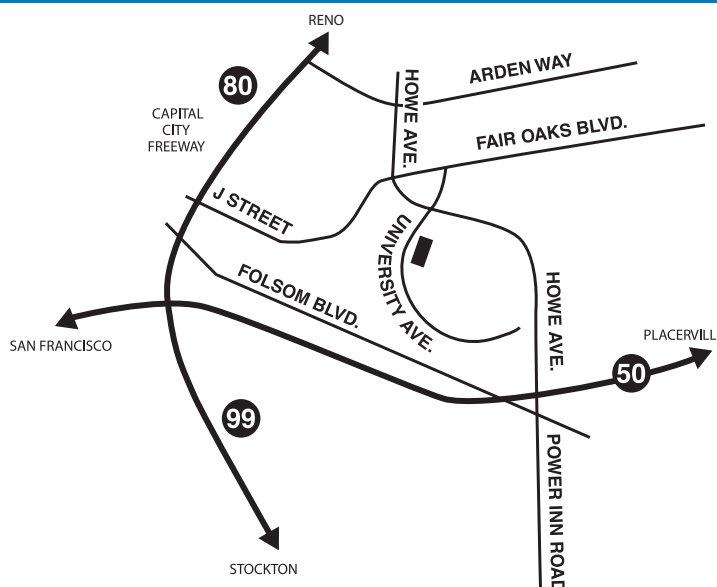 RENO
80
CAPITAL
CITY
FREEWAY
HOWE AVE.
ARDEN WAY
FAIR OAKS BLVD.
J STREET
UNIVERSITY AVE.
FOLSOM BLVD.
HOWE AVE.
SAN FRANCISCO
PLACERVILL
50
99
POWER INN ROAD
STOCKTON